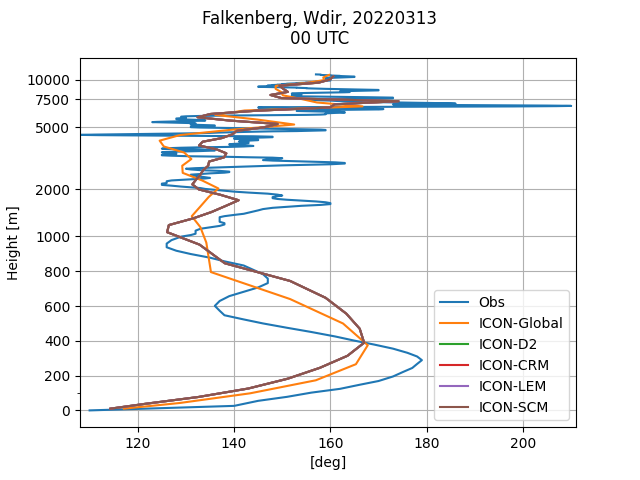 Falkenberg, Wdir, 20220313
00 UTC
10000
7500
5000
2000
1000
800
600
400
200
0
Height [m]
120
140
160
180
200
[deg]
Obs
ICON-Global
ICON-D2
ICON-CRM
ICON-LEM
ICON-SCM